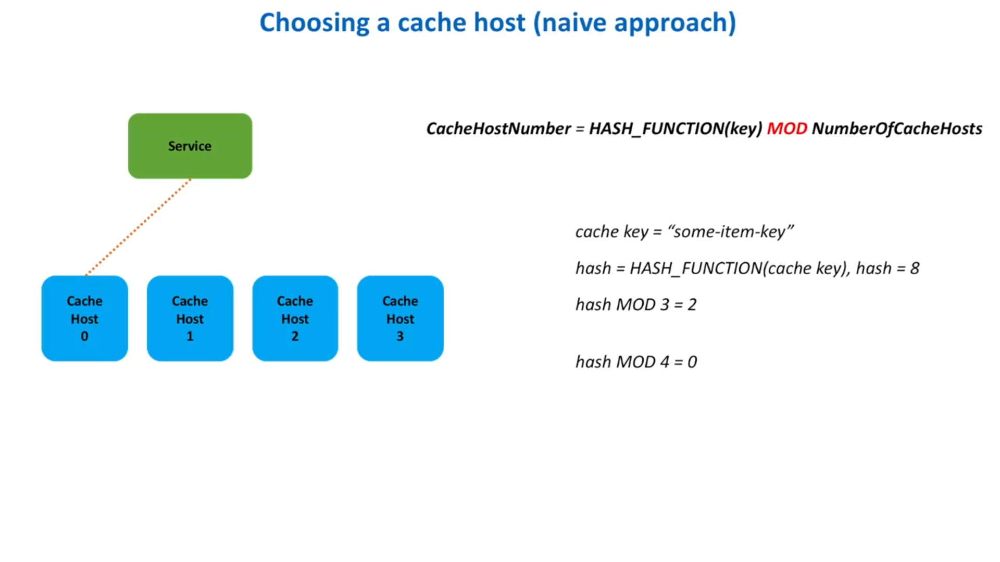 Choosing a cache host (naive approach)
Service
CacheHostNumber = HASH_FUNCTION(key) MOD NumberOfCacheHosts
cache key = “some-item-key”
hash = HASH_FUNCTION(cache key), hash = 8
hash MOD 3 = 2
hash MOD 4 = 0
Cache
Host
0
Cache
Host
1
Cache
Host
2
Cache
Host
3